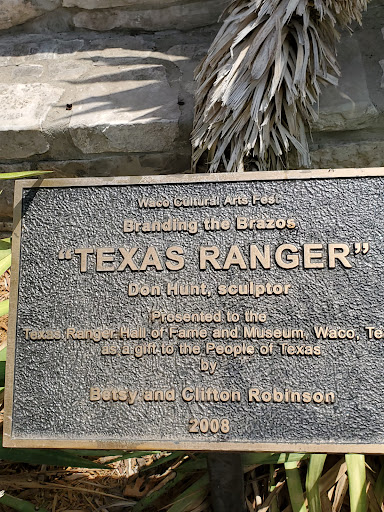 Waco Cultural Arts Fest
Branding the Brazos
"TEXAS RANGER"
Don Hunt, sculptor
Presented to the
Texas Ranger Hall of Fame and Museum, Waco, Te
as a gift to the People of Texas
by
Betsy and Clifton Robinson
2008